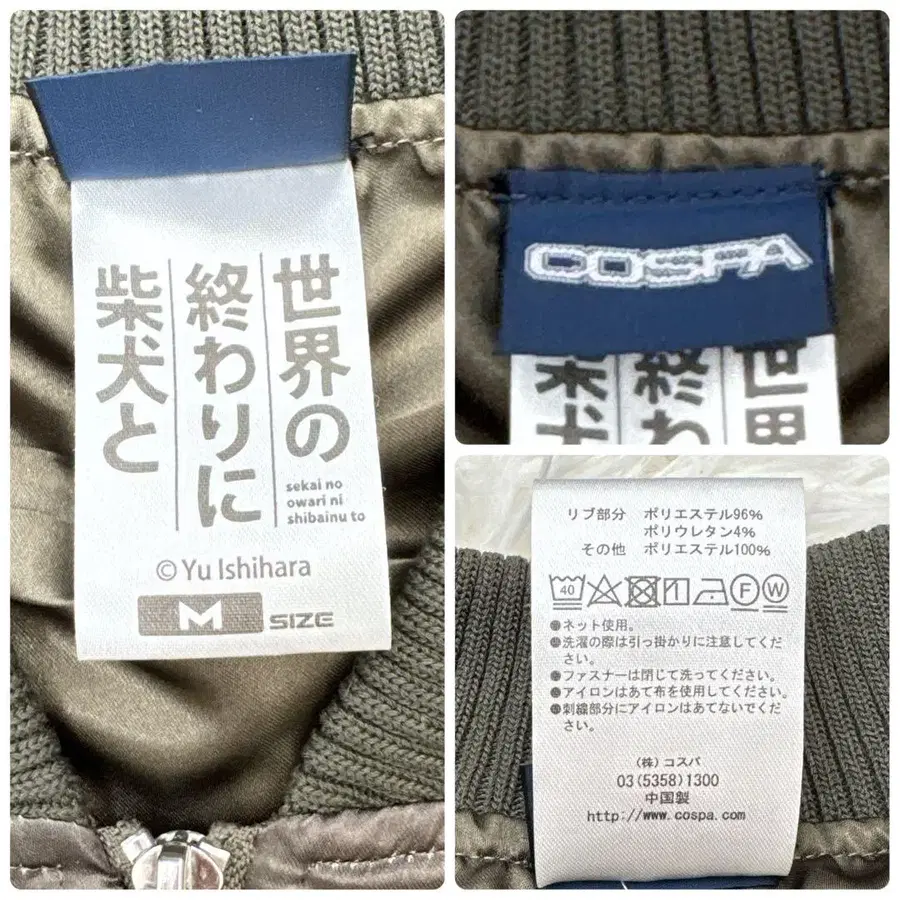 世界の
終わりに
柴犬と
sekai no
owari ni
shibainu to
© Yu Ishihara
M SIZE
COSPA
世界
終わ
柴犬
リブ部分 ポリエステル96%
ポリウレタン4%
その他 ポリエステル100%
40
F W
●ネット使用。
●洗濯の際は引っ掛かりに注意してくだ
さい。
●ファスナーは閉じて洗ってください。
●アイロンはあて布を使用してください。
●刺繍部分にアイロンはあてないでくだ
さい。
(株) コスパ
03(5358)1300
中国製
http://www.cospa.com